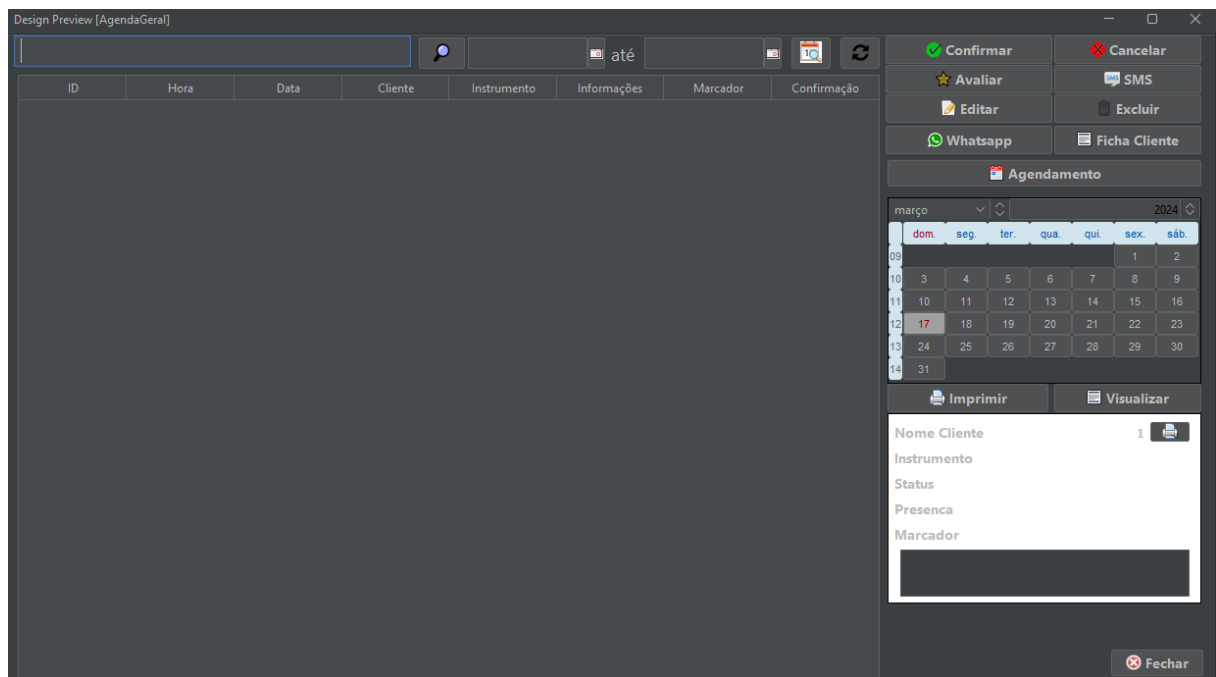 Design Preview [AgendaGeral]
até
ID Hora Data Cliente Instrumento Informações Marcador Confirmação
Confirmar Cancelar
Avaliar SMS
Editar Excluir
Whatsapp Ficha Cliente
Agendamento
março 2024
dom. seg. ter. qua. qui. sex. sáb.
09 1 2
10 3 4 5 6 7 8 9
11 10 11 12 13 14 15 16
12 17 18 19 20 21 22 23
13 24 25 26 27 28 29 30
14 31
Imprimir Visualizar
Nome Cliente 1
Instrumento
Status
Presenca
Marcador
Fechar